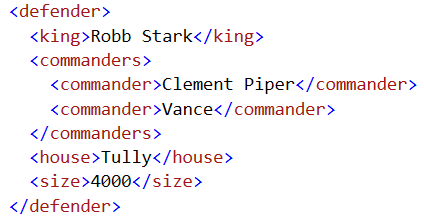 <defender>
  <king>Robb Stark</king>
  <commanders>
    <commander>Clement Piper</commander>
    <commander>Vance</commander>
  </commanders>
  <house>Tully</house>
  <size>4000</size>
</defender>